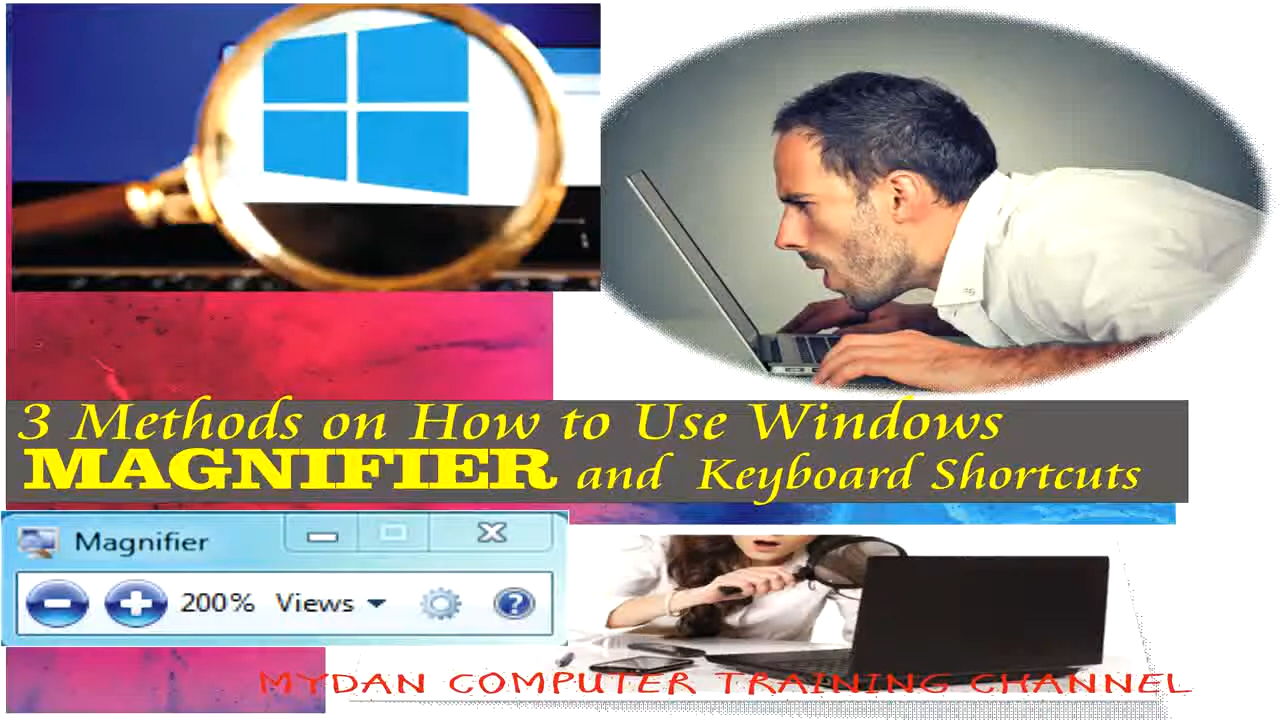 3 Methods on How to Use Windows
MAGNIFIER and Keyboard Shortcuts
Magnifier
200% Views
MYDAN COMPUTER TRAINING CHANNEL